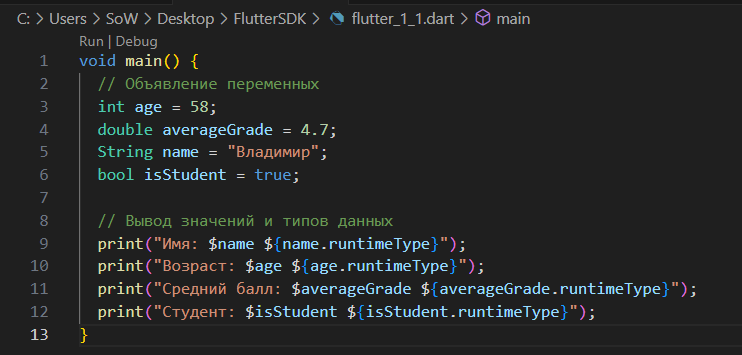 C: > Users > SoW > Desktop > FlutterSDK > flutter_1_1.dart > main
Run | Debug
1 void main() {
2 // Объявление переменных
3 int age = 58;
4 double averageGrade = 4.7;
5 String name = "Владимир";
6 bool isStudent = true;
7
8 // Вывод значений и типов данных
9 print("Имя: $name ${name.runtimeType}");
10 print("Возраст: $age ${age.runtimeType}");
11 print("Средний балл: $averageGrade ${averageGrade.runtimeType}");
12 print("Студент: $isStudent ${isStudent.runtimeType}");
13 }